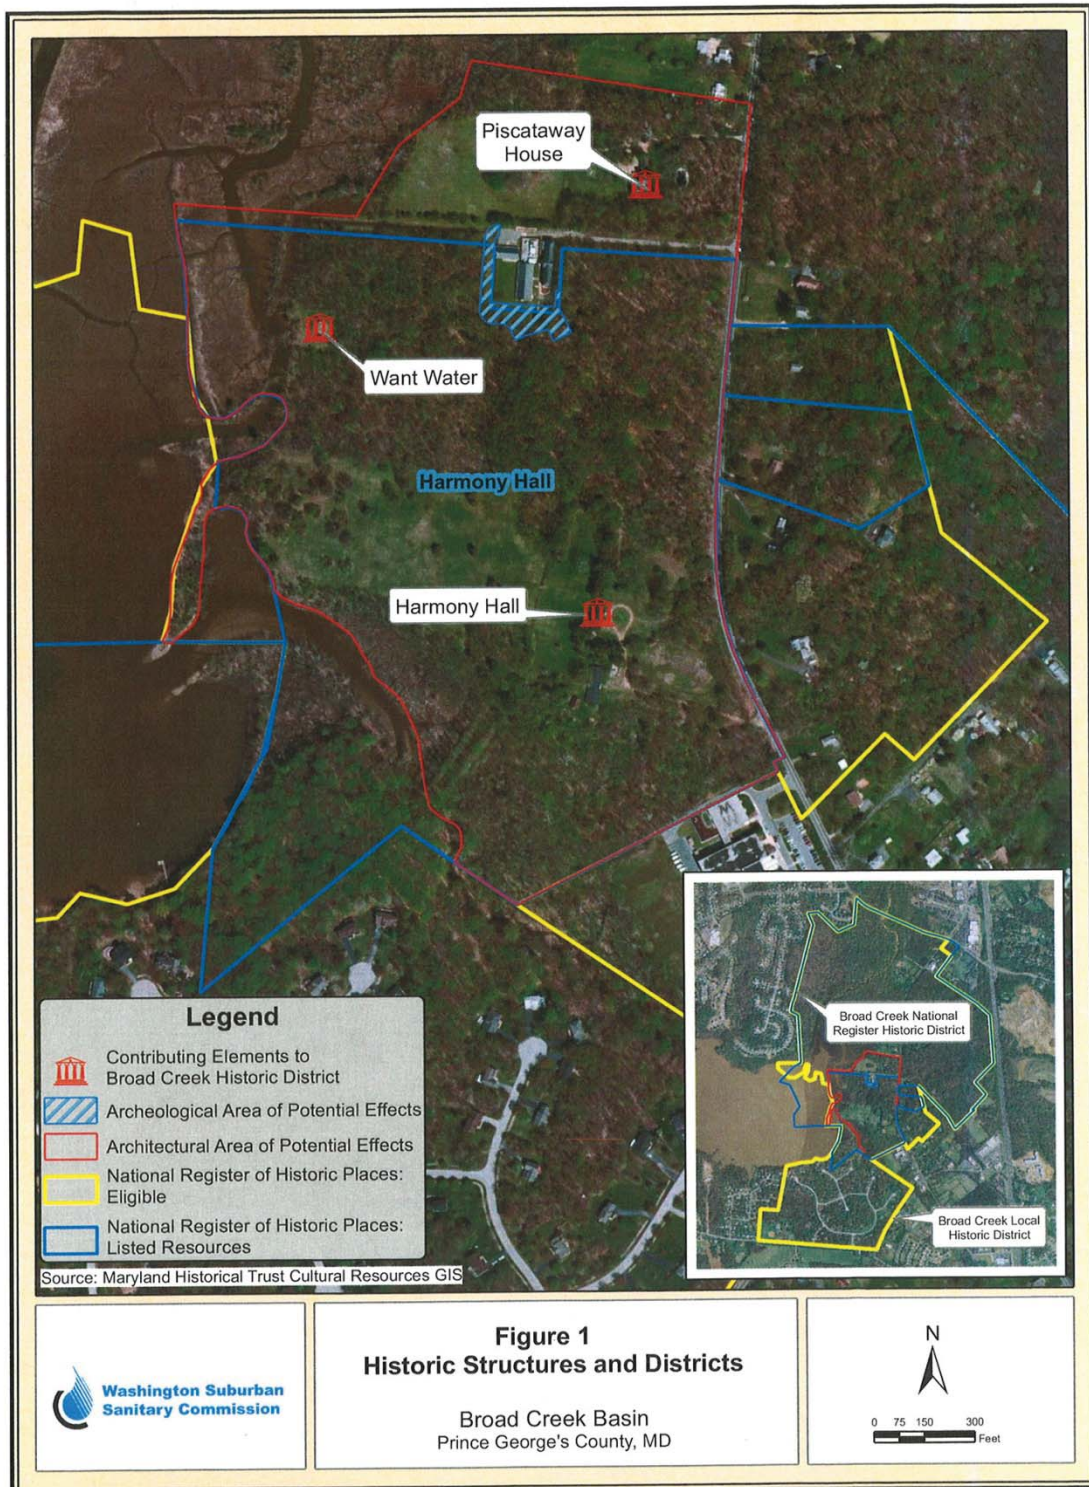 Piscataway
House
Want Water
Harmony Hall
Harmony Hall
Broad Creek National
Register Historic District
Broad Creek Local
Historic District
Legend
Contributing Elements to
Broad Creek Historic District
Archeological Area of Potential Effects
Architectural Area of Potential Effects
National Register of Historic Places:
Eligible
National Register of Historic Places:
Listed Resources
Source: Maryland Historical Trust Cultural Resources GIS
Washington Suburban
Sanitary Commission
Figure 1
Historic Structures and Districts
Broad Creek Basin
Prince George's County, MD
N
0 75 150 300
Feet